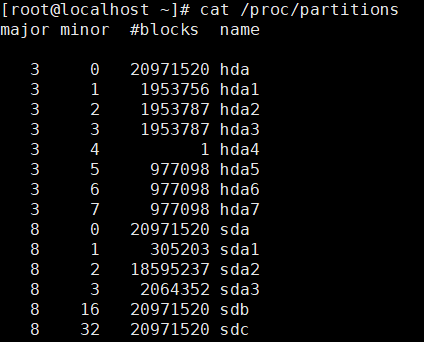 [root@localhost ~]# cat /proc/partitions
major minor  #blocks  name

   3     0   20971520 hda
   3     1    1953756 hda1
   3     2    1953787 hda2
   3     3    1953787 hda3
   3     4          1 hda4
   3     5     977098 hda5
   3     6     977098 hda6
   3     7     977098 hda7
   8     0   20971520 sda
   8     1     305203 sda1
   8     2   18595237 sda2
   8     3    2064352 sda3
   8    16   20971520 sdb
   8    32   20971520 sdc